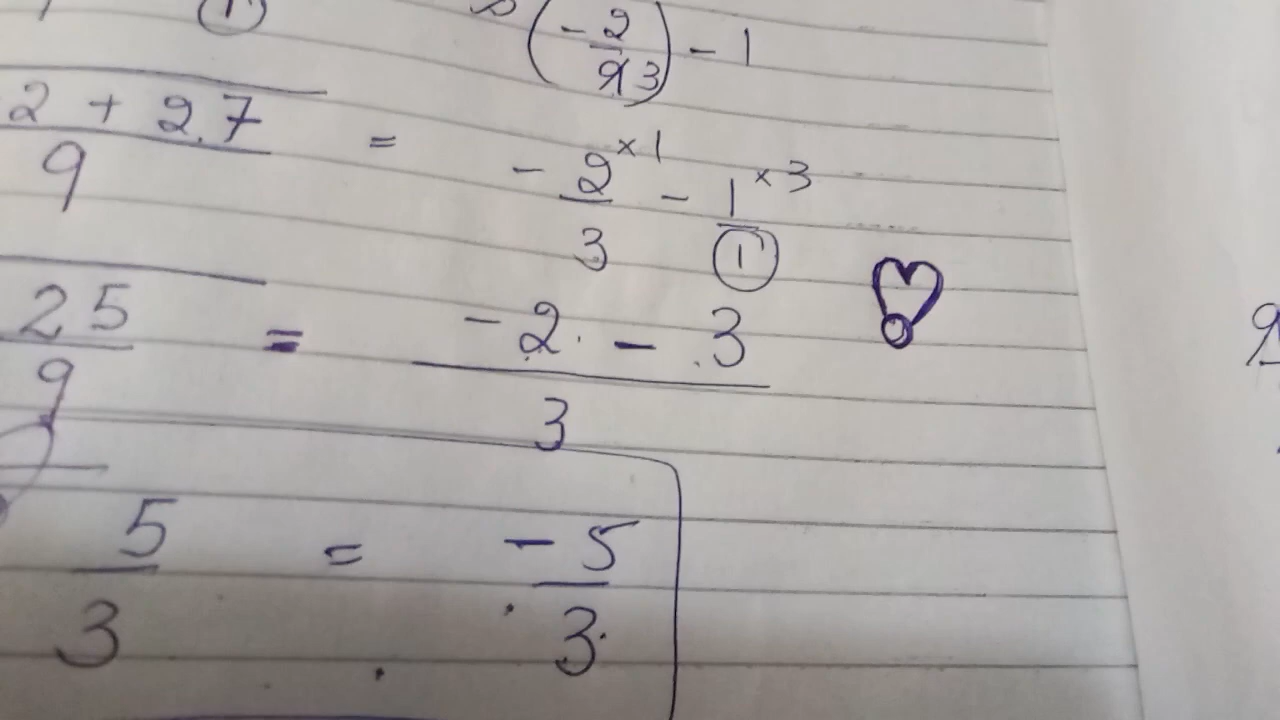 (-2/93) - 1
2 + 27 / 9 = -2×1/3 - 1×3/1
25/9 = -2 - 3 / 3
5/3 = -5/3